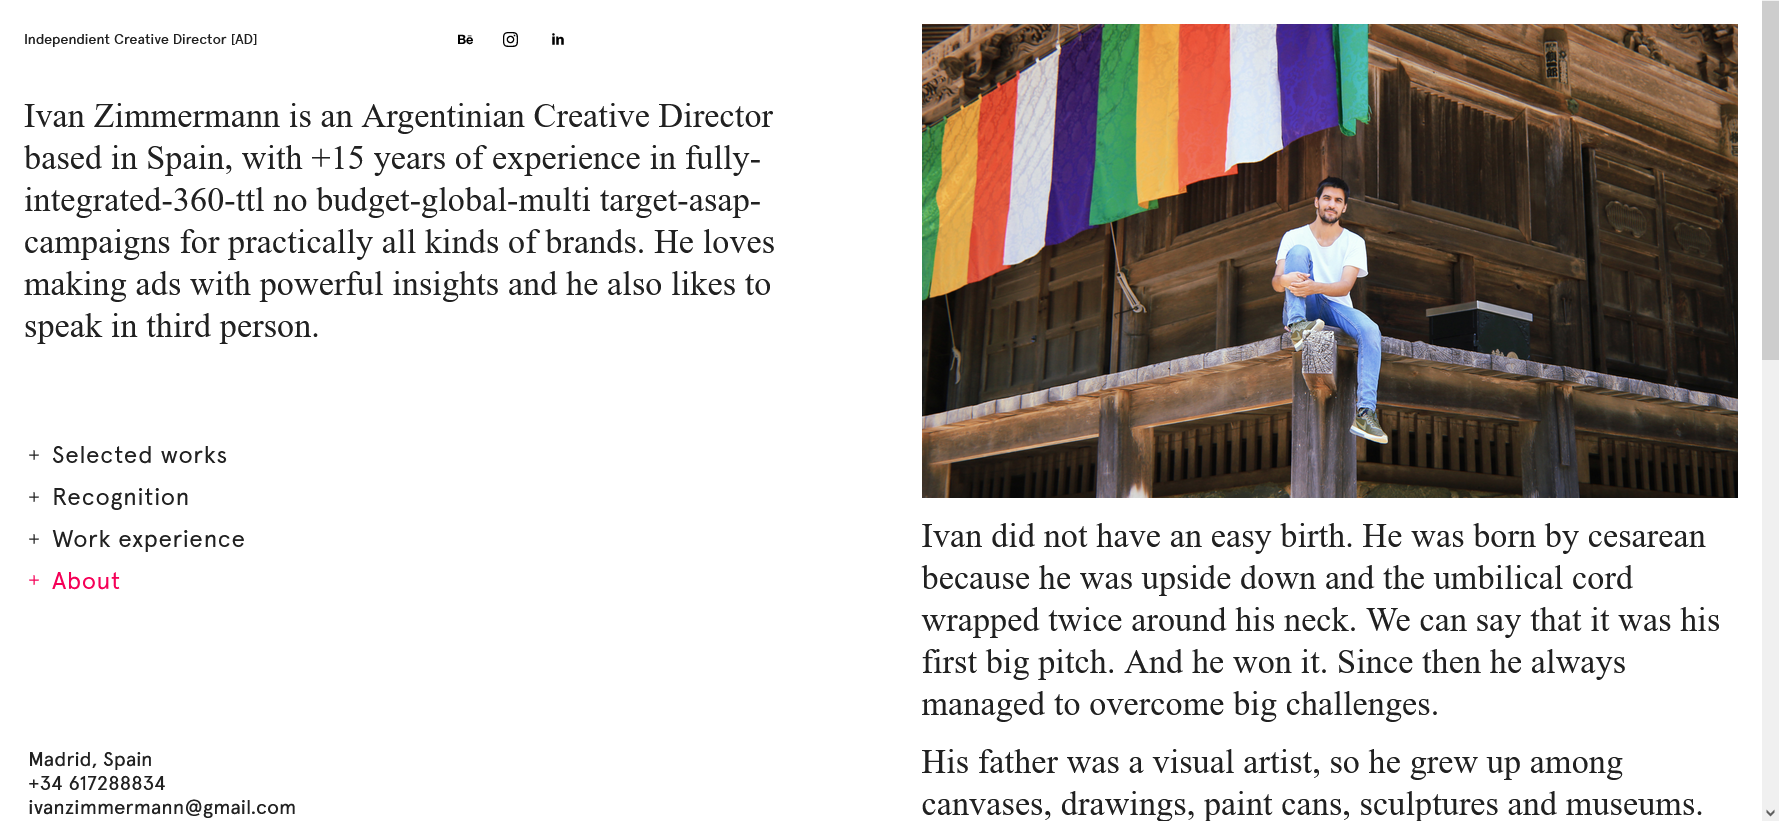 Independent Creative Director [AD]
Bē
in
Ivan Zimmermann is an Argentinian Creative Director
based in Spain, with +15 years of experience in fully-
integrated-360-ttl no budget-global-multi target-asap-
campaigns for practically all kinds of brands. He loves
making ads with powerful insights and he also likes to
speak in third person.
+ Selected works
+ Recognition
+ Work experience
+ About
Madrid, Spain
+34 617288834
ivanzimmermann@gmail.com
Ivan did not have an easy birth. He was born by cesarean
because he was upside down and the umbilical cord
wrapped twice around his neck. We can say that it was his
first big pitch. And he won it. Since then he always
managed to overcome big challenges.
His father was a visual artist, so he grew up among
canvases, drawings, paint cans, sculptures and museums.